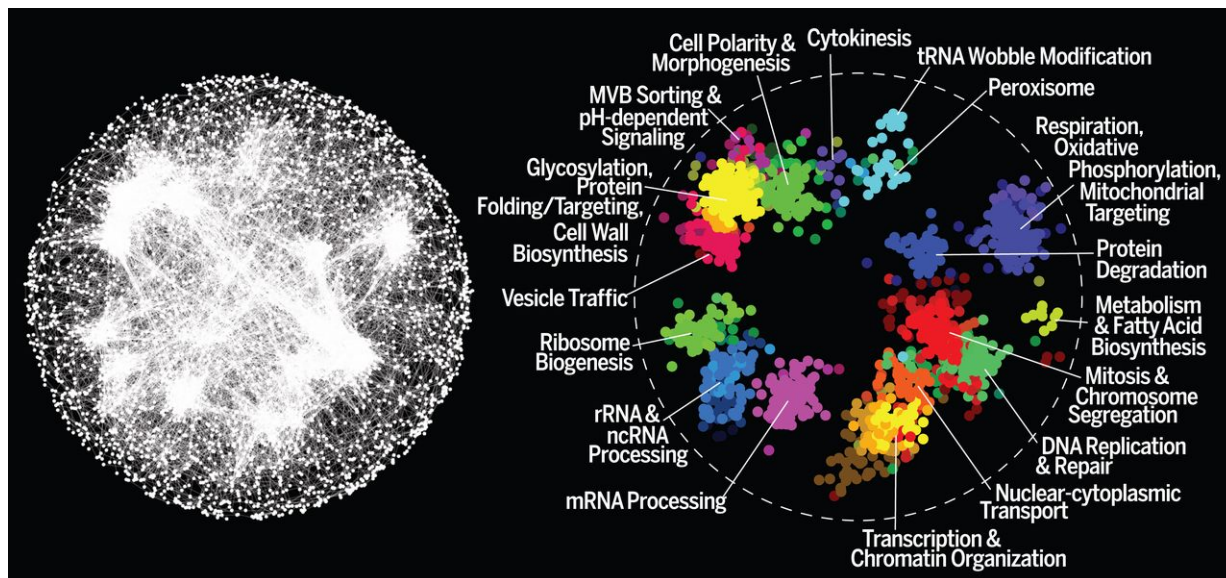 Cell Polarity &
Morphogenesis
Cytokinesis
tRNA Wobble Modification
Peroxisome
MVB Sorting &
pH-dependent
Signaling
Respiration,
Oxidative
Phosphorylation,
Mitochondrial
Targeting
Glycosylation,
Protein
Folding/Targeting,
Cell Wall
Biosynthesis
Protein
Degradation
Vesicle Traffic
Metabolism
& Fatty Acid
Biosynthesis
Ribosome
Biogenesis
Mitosis &
Chromosome
Segregation
rRNA &
ncRNA
Processing
DNA Replication
& Repair
mRNA Processing
Nuclear-cytoplasmic
Transport
Transcription &
Chromatin Organization